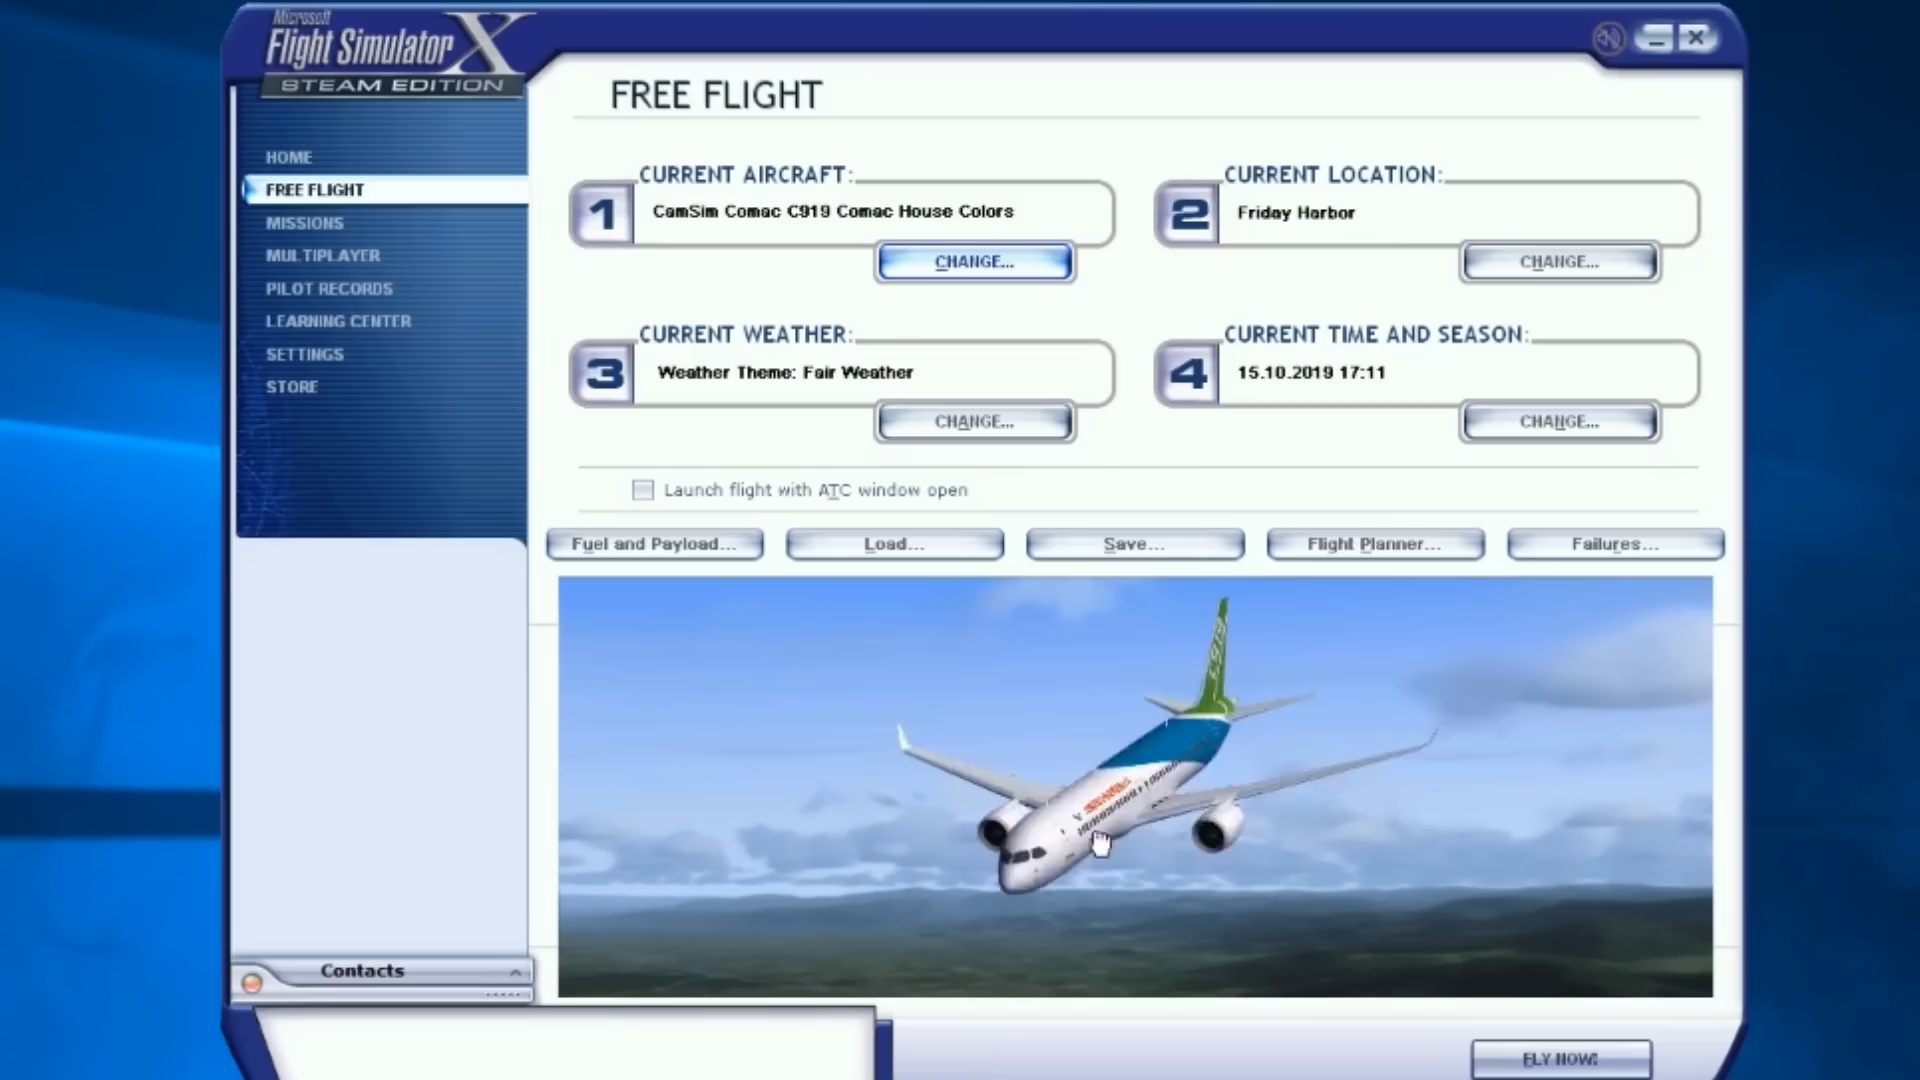 Microsoft
Flight Simulator X
STEAM EDITION
HOME
FREE FLIGHT
MISSIONS
MULTIPLAYER
PILOT RECORDS
LEARNING CENTER
SETTINGS
STORE
Contacts
FREE FLIGHT
CURRENT AIRCRAFT:
1
CamSim Comac C919 Comac House Colors
CHANGE...
CURRENT LOCATION:
2
Friday Harbor
CHANGE...
CURRENT WEATHER:
3
Weather Theme: Fair Weather
CHANGE...
CURRENT TIME AND SEASON:
4
15.10.2019 17:11
CHANGE...
Launch flight with ATC window open
Fuel and Payload...
Load...
Save...
Flight Planner...
Failures...
C919
FLY NOW!